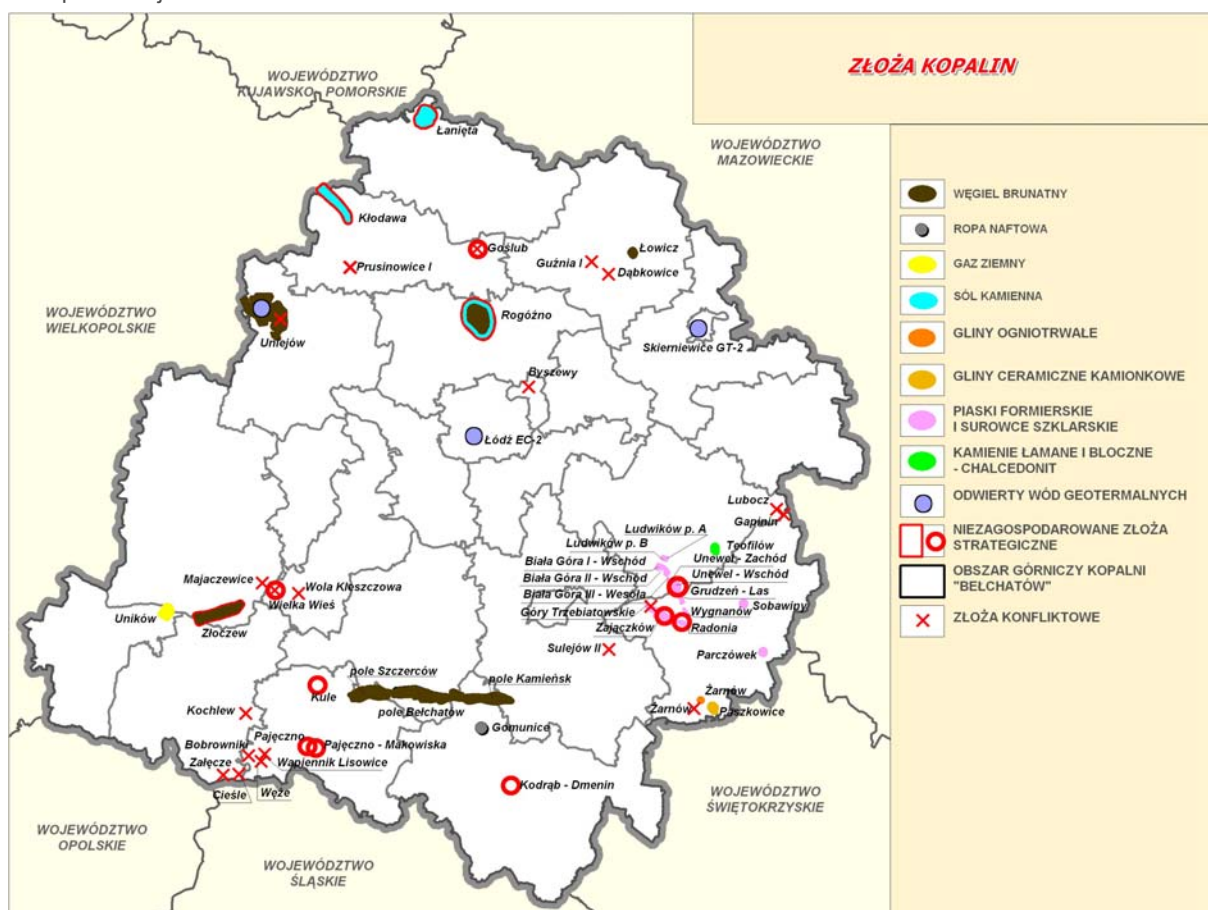 ZŁOŻA KOPALIN
WOJEWÓDZTWO
KUJAWSKO - POMORSKIE
Łanięta
WOJEWÓDZTWO
MAZOWIECKIE
Kłodawa
Gośłub
Prusinowice I
Guźnia I
Łowicz
Dąbkowice
WOJEWÓDZTWO
WIELKOPOLSKIE
Uniejów
Rogóźno
Skierniewice GT-2
Byszewy
Łódź EC-2
Lubocz
Gapinin
Ludwików p. A
Ludwików p. B
Teofilów
Biała Góra I - Wschód
Unewel - Zachód
Biała Góra II - Wschód
Unewel - Wschód
Biała Góra III - Wesoła
Grudzeń - Las
Góry Trzebiatowskie
Wygnanów
Sobawiny
Zajączków
Radonia
Majaczewice
Wola Kleszczowa
Wielka Wieś
Uników
Złoczew
Sulejów II
Parczówek
pole Szczerców
pole Kamieńsk
Kule
pole Bełchatów
Żarnów
Żarnów
Paszkowice
Kochlew
Gomunice
Pajęczno
Bobrowniki
Pajęczno - Makowiska
Załęcze
Wapiennik Lisowice
Cieśle
Węże
Kodrąb - Dmenin
WOJEWÓDZTWO
ŚWIĘTOKRZYSKIE
WOJEWÓDZTWO
OPOLSKIE
WOJEWÓDZTWO
ŚLĄSKIE
WĘGIEL BRUNATNY
ROPA NAFTOWA
GAZ ZIEMNY
SÓL KAMIENNA
GLINY OGNIOTRWAŁE
GLINY CERAMICZNE KAMIONKOWE
PIASKI FORMIERSKIE
I SUROWCE SZKLARSKIE
KAMIENIE ŁAMANE I BLOCZNE
- CHALCEDONIT
ODWIERTY WÓD GEOTERMALNYCH
NIEZAGOSPODAROWANE ZŁOŻA
STRATEGICZNE
OBSZAR GÓRNICZY KOPALNI
"BEŁCHATÓW"
ZŁOŻA KONFLIKTOWE